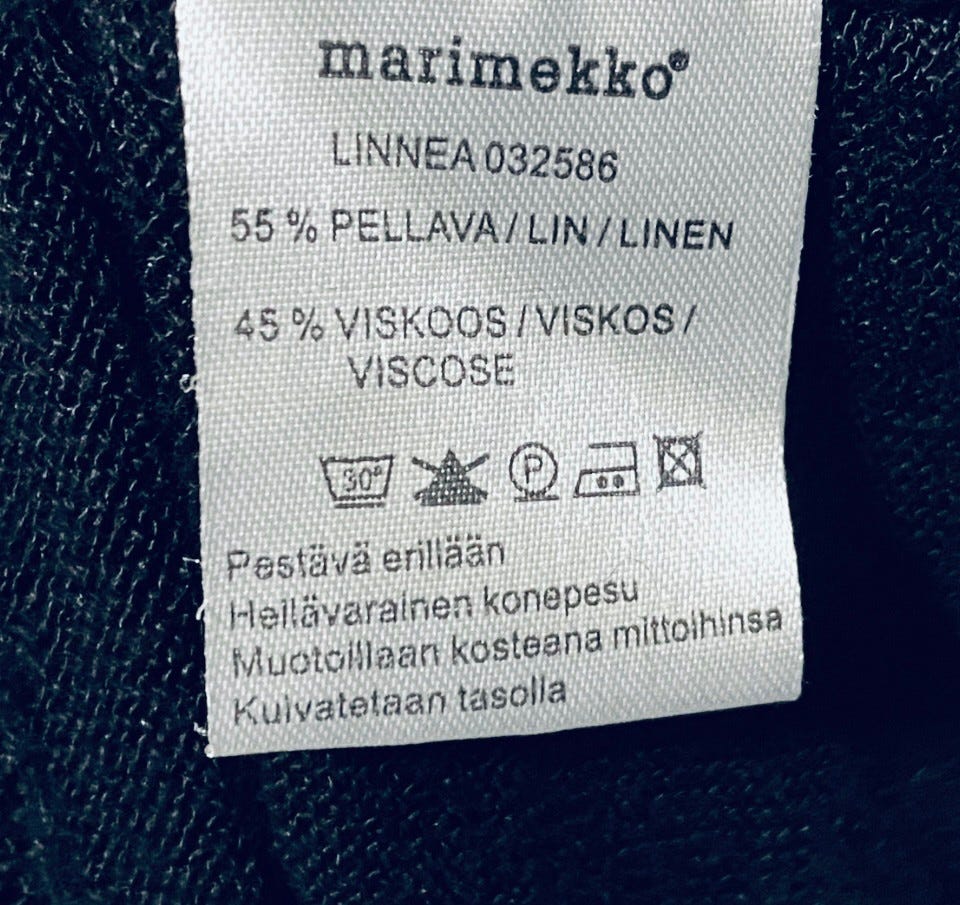 marimekko®
LINNEA 032586
55 % PELLAVA / LIN / LINEN
45 % VISKOOS / VISKOS /
VISCOSE
30°
P
Pestävä erillään
Hellävarainen konepesu
Muotoillaan kosteana mittoihinsa
Kuivatetaan tasolla